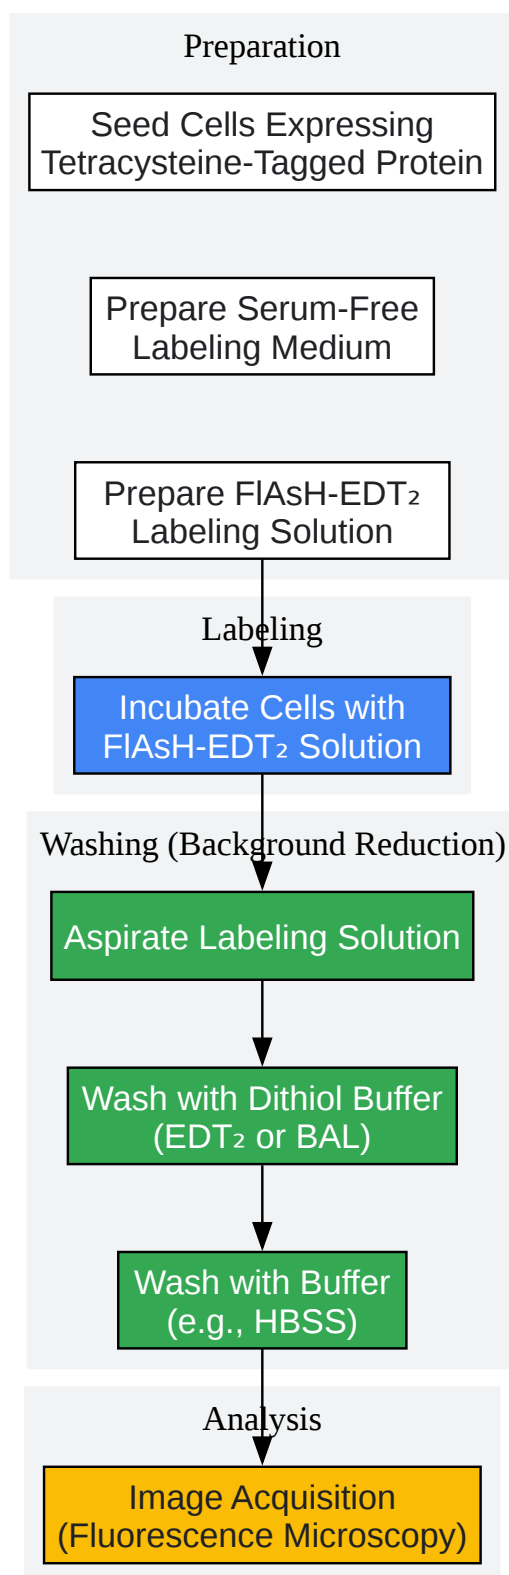 Preparation
Seed Cells Expressing
Tetracysteine-Tagged Protein
Prepare Serum-Free
Labeling Medium
Prepare FlAsH-EDT₂
Labeling Solution
Labeling
Incubate Cells with
FlAsH-EDT₂ Solution
Washing (Background Reduction)
Aspirate Labeling Solution
Wash with Dithiol Buffer
(EDT₂ or BAL)
Wash with Buffer
(e.g., HBSS)
Analysis
Image Acquisition
(Fluorescence Microscopy)